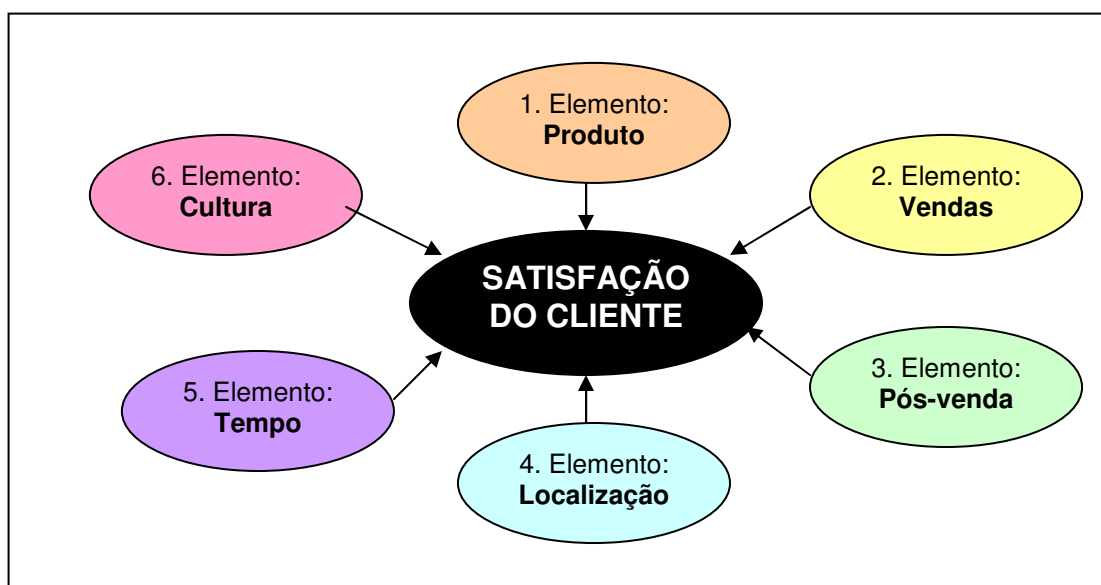 1. Elemento:
Produto
6. Elemento:
Cultura
2. Elemento:
Vendas
SATISFAÇÃO
DO CLIENTE
5. Elemento:
Tempo
3. Elemento:
Pós-venda
4. Elemento:
Localização